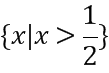 {x|x > 1/2}